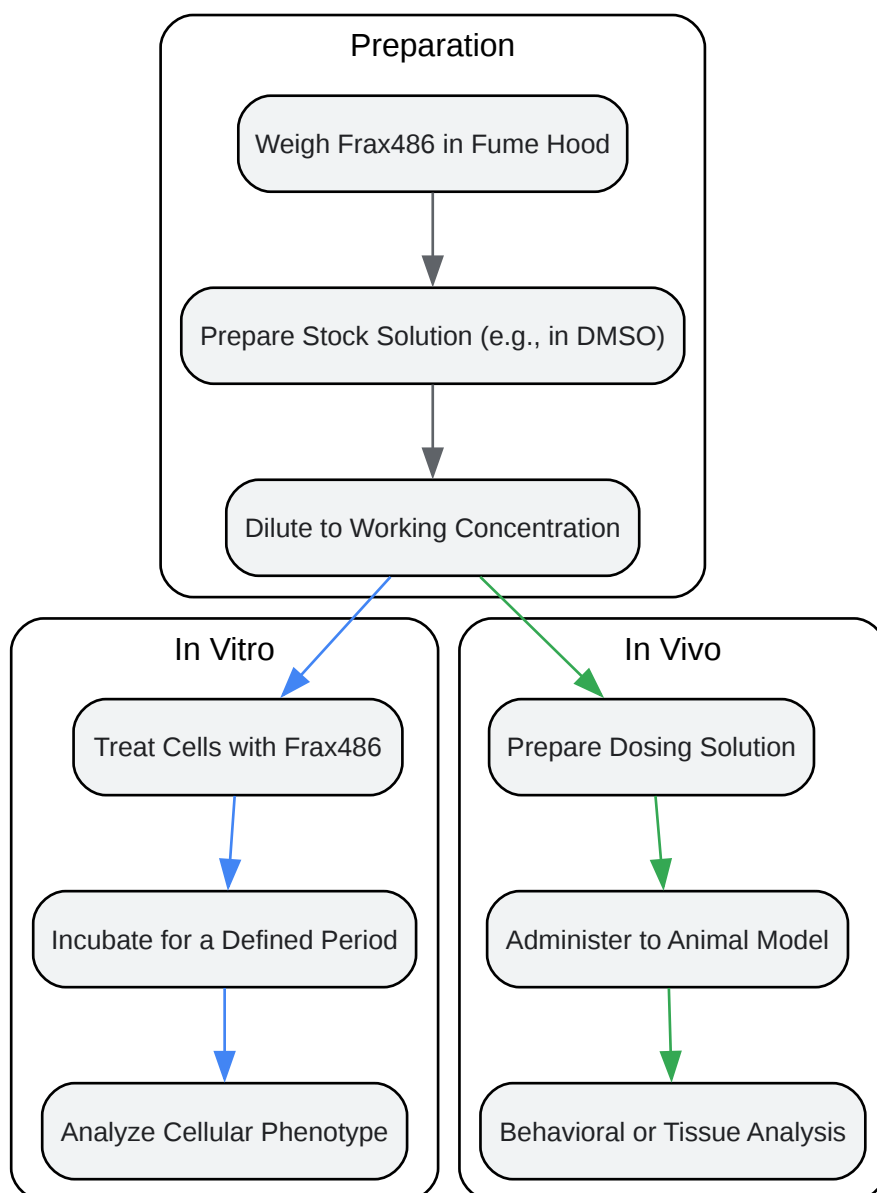 Preparation
Weigh Frax486 in Fume Hood
Prepare Stock Solution (e.g., in DMSO)
Dilute to Working Concentration
In Vitro
Treat Cells with Frax486
Incubate for a Defined Period
Analyze Cellular Phenotype
In Vivo
Prepare Dosing Solution
Administer to Animal Model
Behavioral or Tissue Analysis